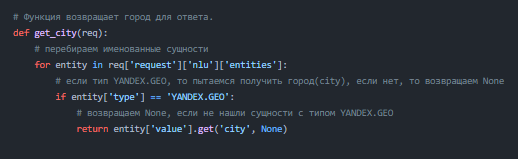 # Функция возвращает город для ответа.
def get_city(req):
# перебираем именованные сущности
for entity in req['request']['nlu']['entities']:
# если тип YANDEX.GEO, то пытаемся получить город(city), если нет, то возвращаем None
if entity['type'] == 'YANDEX.GEO':
# возвращаем None, если не нашли сущности с типом YANDEX.GEO
return entity['value'].get('city', None)